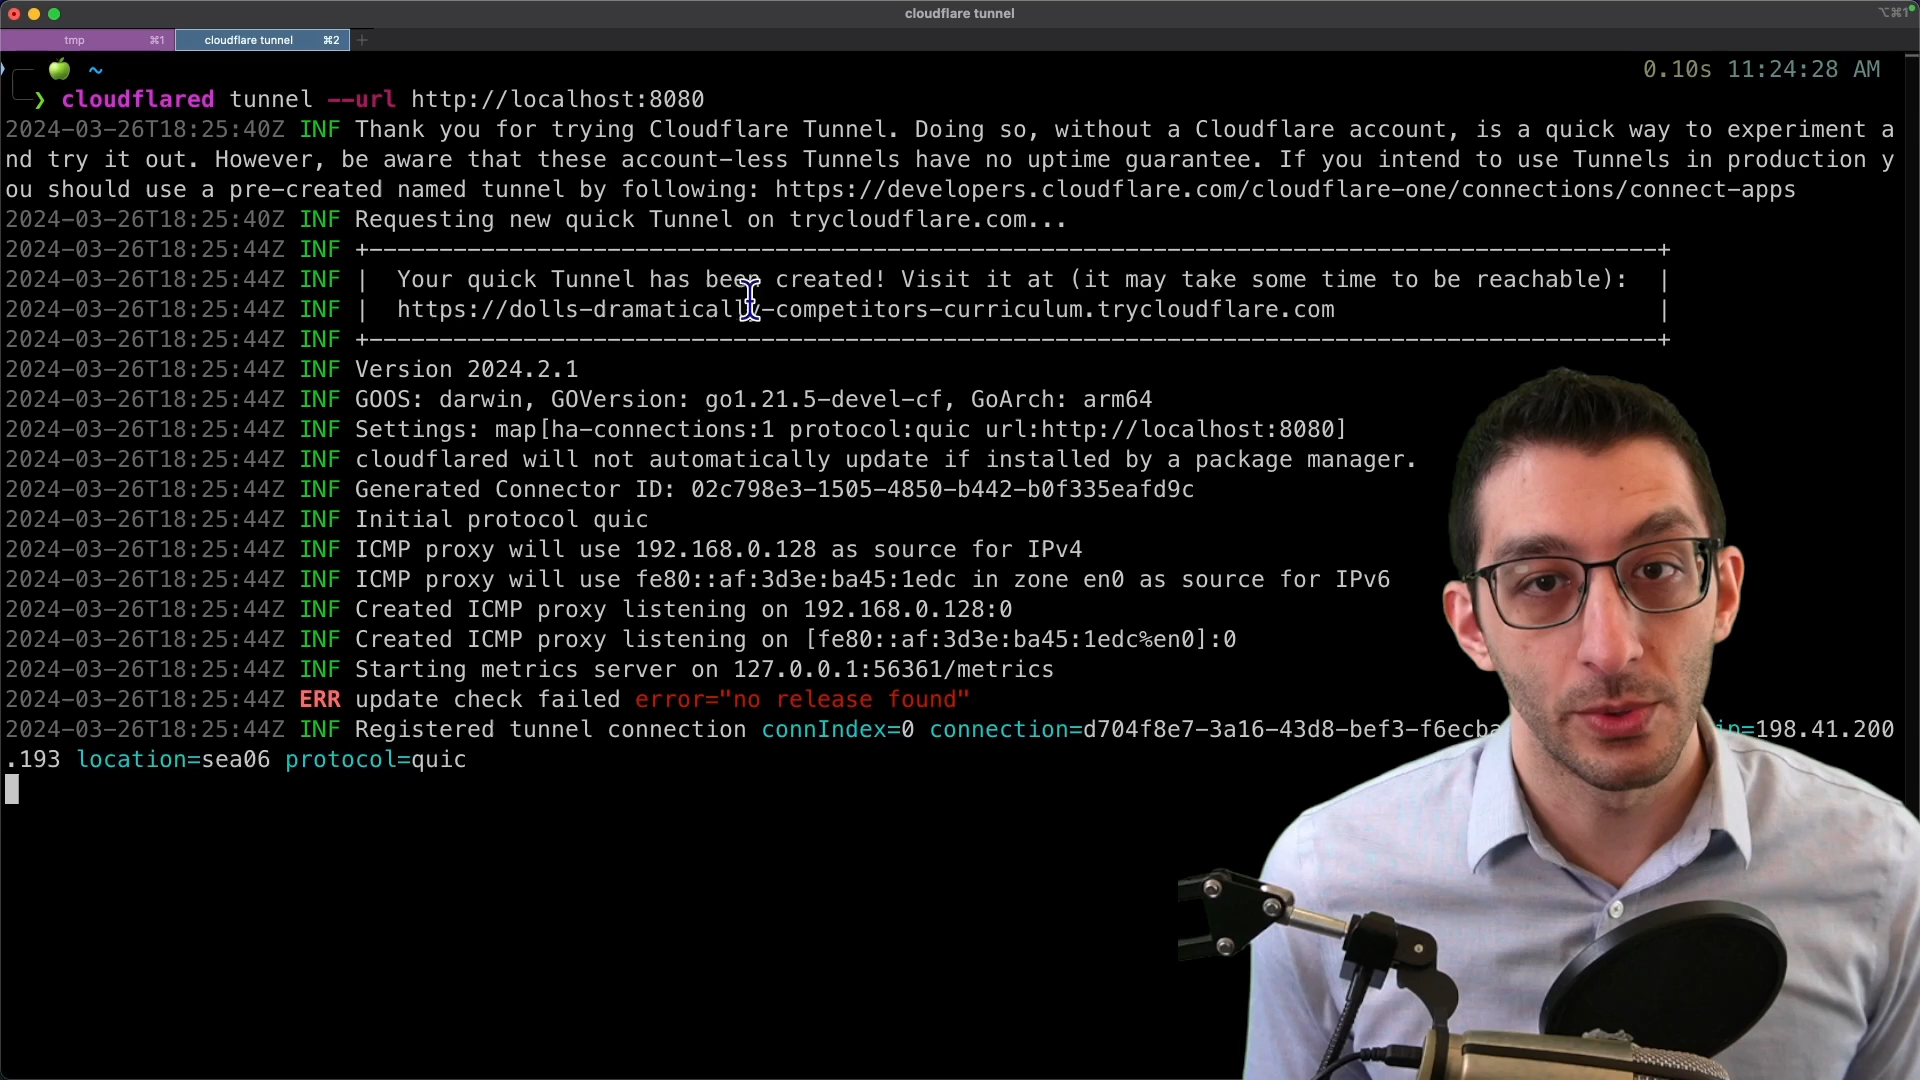 cloudflare tunnel
⌥⌘1
tmp ⌘1 cloudflare tunnel ⌘2 +
~ 0.10s 11:24:28 AM
❯ cloudflared tunnel --url http://localhost:8080
2024-03-26T18:25:40Z INF Thank you for trying Cloudflare Tunnel. Doing so, without a Cloudflare account, is a quick way to experiment a
nd try it out. However, be aware that these account-less Tunnels have no uptime guarantee. If you intend to use Tunnels in production y
ou should use a pre-created named tunnel by following: https://developers.cloudflare.com/cloudflare-one/connections/connect-apps
2024-03-26T18:25:40Z INF Requesting new quick Tunnel on trycloudflare.com...
2024-03-26T18:25:44Z INF +--------------------------------------------------------------------------------------------+
2024-03-26T18:25:44Z INF |  Your quick Tunnel has been created! Visit it at (it may take some time to be reachable):  |
2024-03-26T18:25:44Z INF |  https://dolls-dramatically-competitors-curriculum.trycloudflare.com                       |
2024-03-26T18:25:44Z INF +--------------------------------------------------------------------------------------------+
2024-03-26T18:25:44Z INF Version 2024.2.1
2024-03-26T18:25:44Z INF GOOS: darwin, GOVersion: go1.21.5-devel-cf, GoArch: arm64
2024-03-26T18:25:44Z INF Settings: map[ha-connections:1 protocol:quic url:http://localhost:8080]
2024-03-26T18:25:44Z INF cloudflared will not automatically update if installed by a package manager.
2024-03-26T18:25:44Z INF Generated Connector ID: 02c798e3-1505-4850-b442-b0f335eafd9c
2024-03-26T18:25:44Z INF Initial protocol quic
2024-03-26T18:25:44Z INF ICMP proxy will use 192.168.0.128 as source for IPv4
2024-03-26T18:25:44Z INF ICMP proxy will use fe80::af:3d3e:ba45:1edc in zone en0 as source for IPv6
2024-03-26T18:25:44Z INF Created ICMP proxy listening on 192.168.0.128:0
2024-03-26T18:25:44Z INF Created ICMP proxy listening on [fe80::af:3d3e:ba45:1edc%en0]:0
2024-03-26T18:25:44Z INF Starting metrics server on 127.0.0.1:56361/metrics
2024-03-26T18:25:44Z ERR update check failed error="no release found"
2024-03-26T18:25:44Z INF Registered tunnel connection connIndex=0 connection=d704f8e7-3a16-43d8-bef3-f6ecb ip=198.41.200
.193 location=sea06 protocol=quic